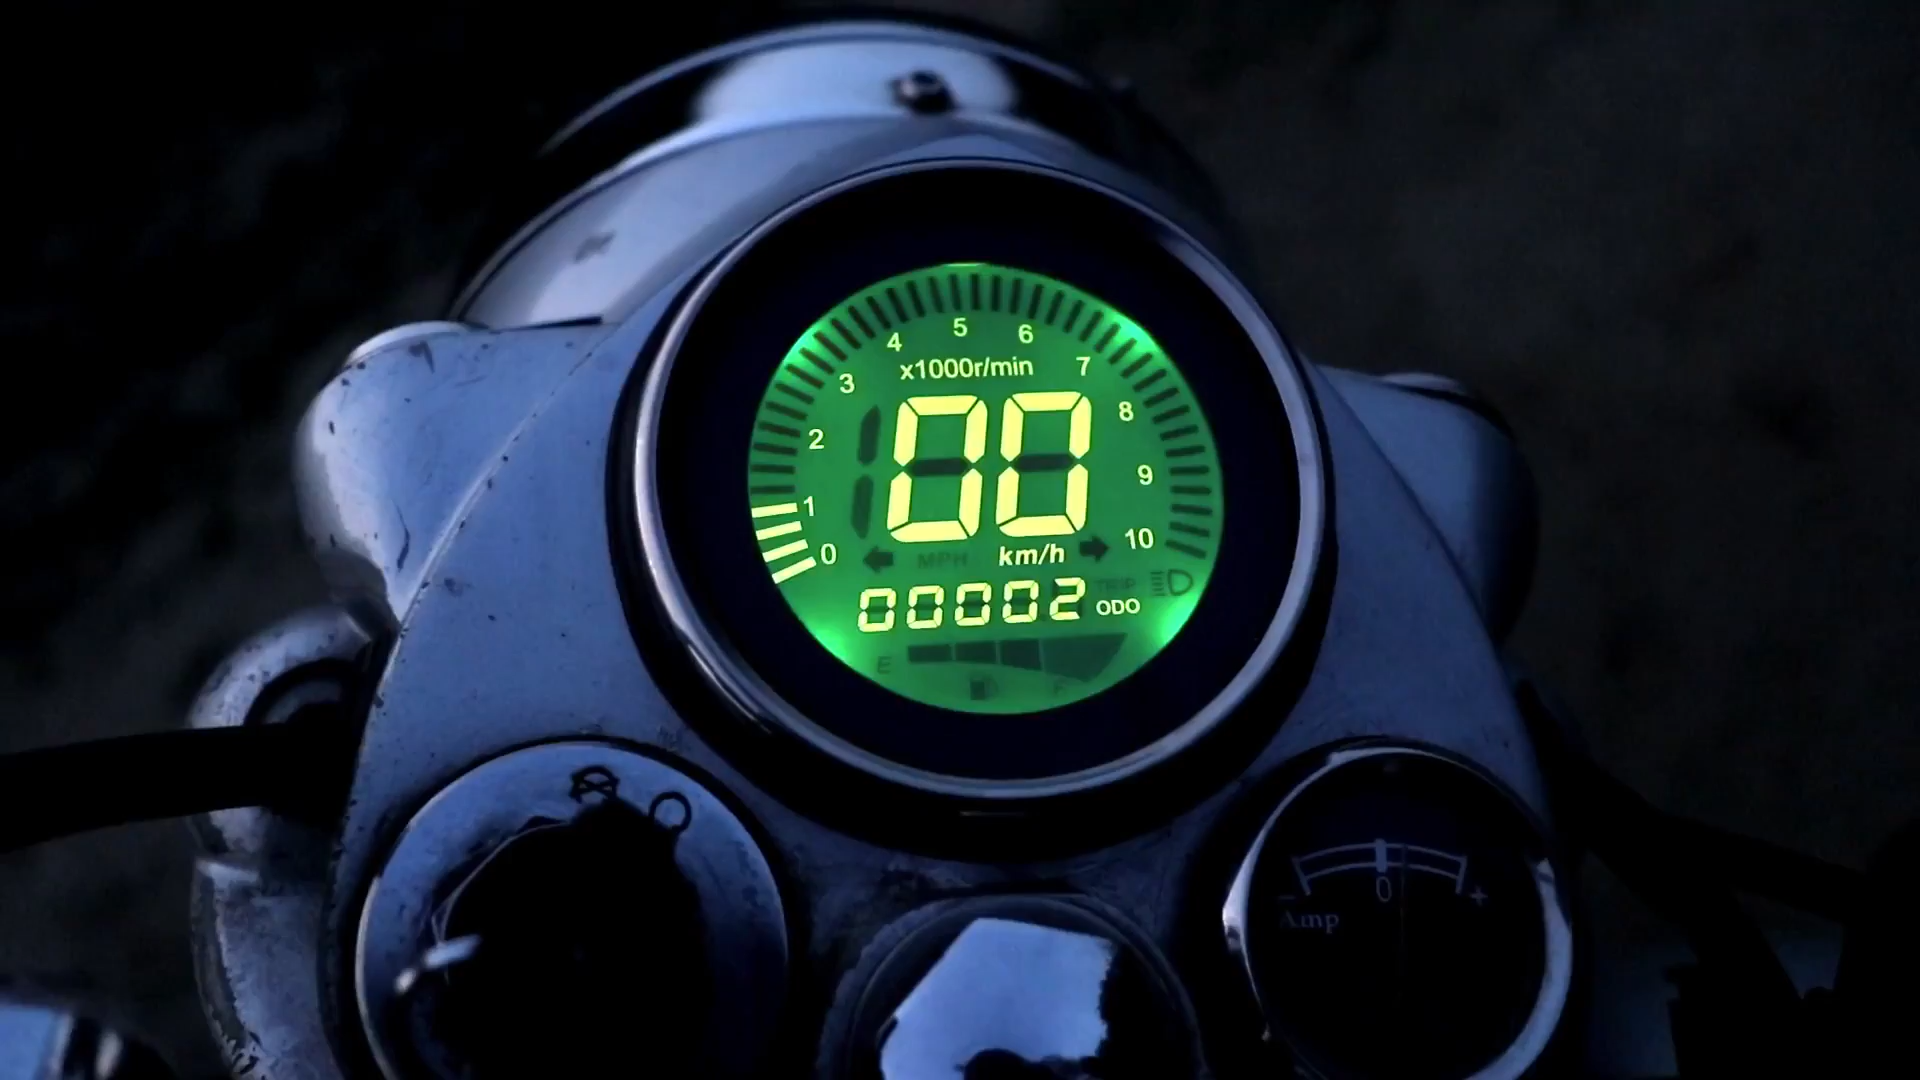 4 5 6
x1000r/min
3 7
2 8
1 9
0 10
00
MPH km/h
TRIP
00002 ODO
E F
- 0 +
Amp